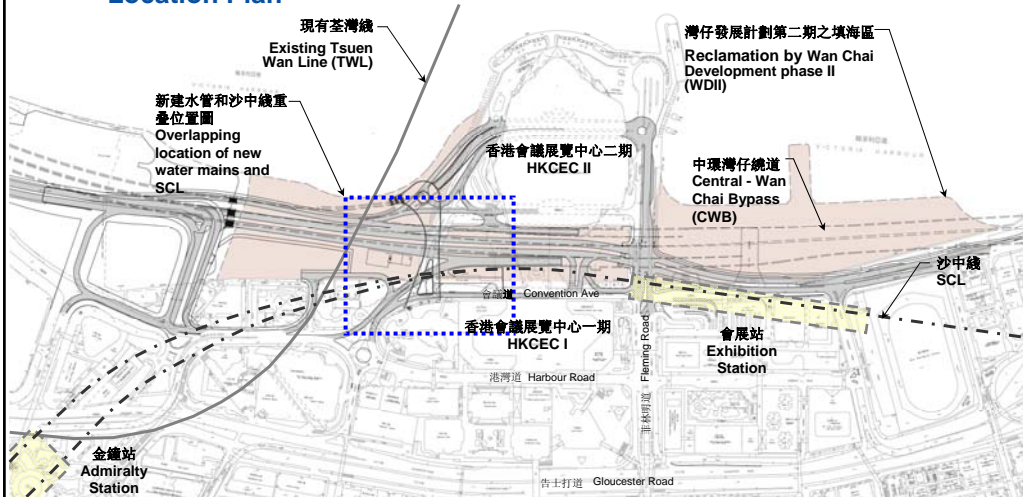 Location Plan
現有荃灣綫
Existing Tsuen
Wan Line (TWL)
灣仔發展計劃第二期之填海區
Reclamation by Wan Chai
Development phase II
(WDII)
新建水管和沙中綫重
疊位置圖
Overlapping
location of new
water mains and
SCL
香港會議展覽中心二期
HKCEC II
中環灣仔繞道
Central - Wan
Chai Bypass
(CWB)
沙中綫
SCL
會議道 Convention Ave
香港會議展覽中心一期
HKCEC I
會展站
Exhibition
Station
港灣道 Harbour Road
菲林明道 Fleming Road
金鐘站
Admiralty
Station
告士打道 Gloucester Road